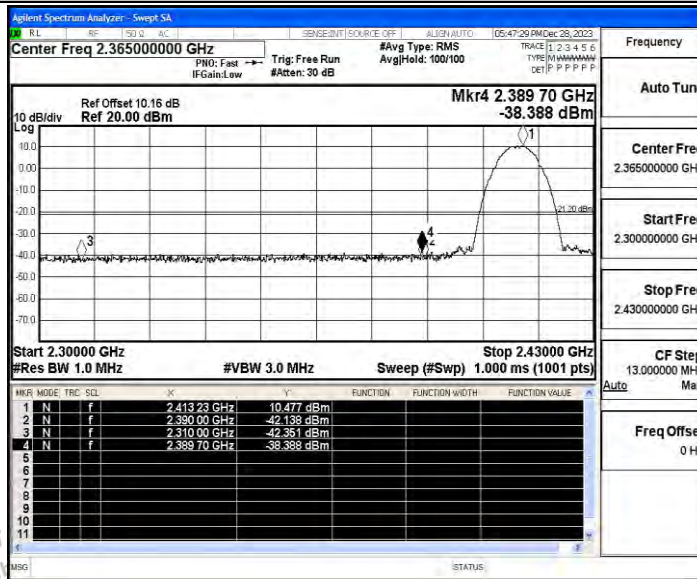 Agilent Spectrum Analyzer - Swept SA
RL RF 50 Ω AC SENSE:INT SOURCE OFF ALIGN AUTO 05:47:29 PM Dec 28, 2023
Center Freq 2.365000000 GHz
PNO: Fast
IFGain:Low
Trig: Free Run
#Atten: 30 dB
#Avg Type: RMS
Avg|Hold: 100/100
TRACE 1 2 3 4 5 6
TYPE M
DET P P P P P
Ref Offset 10.16 dB
10 dB/div Ref 20.00 dBm
Log
Mkr4 2.389 70 GHz
-38.388 dBm
10.0
0.00
-10.0
-20.0
-30.0
-40.0
-50.0
-60.0
-70.0
1
-21.20 dBm
3
4
2
Start 2.30000 GHz Stop 2.43000 GHz
#Res BW 1.0 MHz #VBW 3.0 MHz Sweep (#Swp) 1.000 ms (1001 pts)
MKR MODE TRC SCL X Y FUNCTION FUNCTION WIDTH FUNCTION VALUE
1 N f 2.413 23 GHz 10.477 dBm
2 N f 2.390 00 GHz -42.138 dBm
3 N f 2.310 00 GHz -42.351 dBm
4 N f 2.389 70 GHz -38.388 dBm
5
6
7
8
9
10
11
MSG STATUS
Frequency
Auto Tun
Center Fre
2.365000000 GH
Start Fre
2.300000000 GH
Stop Fre
2.430000000 GH
CF Ste
13.000000 MH
Auto Ma
Freq Offse
0 H